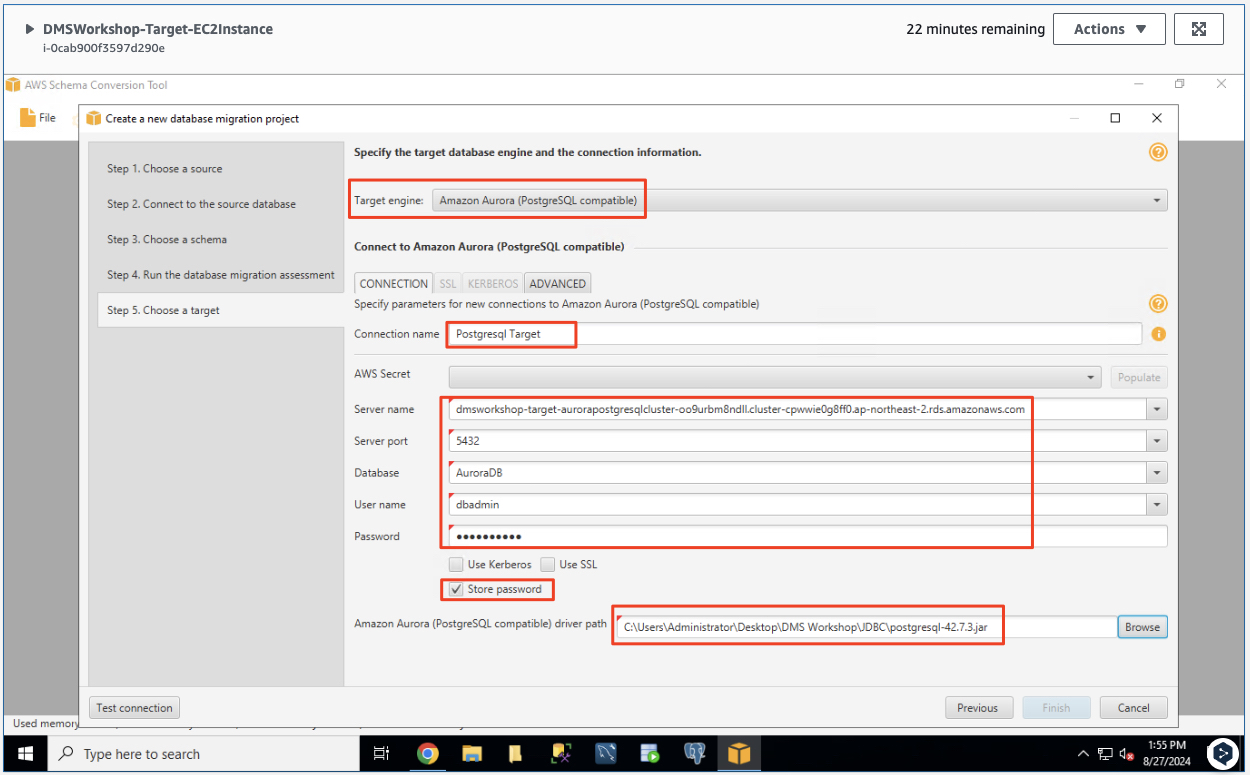 DMSWorkshop-Target-EC2Instance
i-0cab900f3597d290e
22 minutes remaining
Actions
AWS Schema Conversion Tool
File
Create a new database migration project
Step 1. Choose a source
Step 2. Connect to the source database
Step 3. Choose a schema
Step 4. Run the database migration assessment
Step 5. Choose a target
Specify the target database engine and the connection information.
Target engine: Amazon Aurora (PostgreSQL compatible)
Connect to Amazon Aurora (PostgreSQL compatible)
CONNECTION SSL KERBEROS ADVANCED
Specify parameters for new connections to Amazon Aurora (PostgreSQL compatible)
Connection name Postgresql Target
AWS Secret Populate
Server name dmsworkshop-target-aurorapostgresqlcluster-oo9urbm8ndll.cluster-cpwwie0g8ff0.ap-northeast-2.rds.amazonaws.com
Server port 5432
Database AuroraDB
User name dbadmin
Password ●●●●●●●●●●
Use Kerberos Use SSL
Store password
Amazon Aurora (PostgreSQL compatible) driver path C:\Users\Administrator\Desktop\DMS Workshop\JDBC\postgresql-42.7.3.jar Browse
Test connection Previous Finish Cancel
Used memory
Type here to search
1:55 PM
8/27/2024